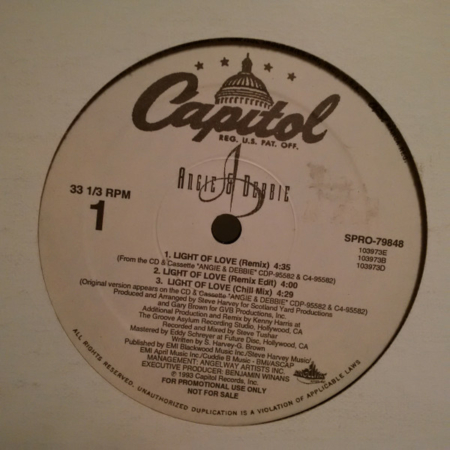 Capitol
REG. U.S. PAT. OFF.
ANGIE & DEBBIE
33 1/3 RPM
1
SPRO-79848
103973E
103973B
103973D
1. LIGHT OF LOVE (Remix) 4:35
(From the CD & Cassette "ANGIE & DEBBIE" CDP-95582 & C4-95582)
2. LIGHT OF LOVE (Remix Edit) 4:00
3. LIGHT OF LOVE (Chill Mix) 4:29
(Original version appears on the CD & Cassette "ANGIE & DEBBIE" CDP-95582 & C4-95582)
Produced and Arranged by Steve Harvey for Scotland Yard Productions
and Gary Brown for GVB Productions, Inc.
Additional Production and Remix by Kenny Harris at
The Groove Asylum Recording Studio, Hollywood, CA
Recorded and Mixed by Steve Tushar
Mastered by Eddy Schreyer at Future Disc, Hollywood, CA
Written by S. Harvey-G. Brown
Published by EMI Blackwood Music Inc./Steve Harvey Music/
EMI April Music Inc./Cuddie B Music - BMI/ASCAP
MANAGEMENT: ANGELWAY ARTISTS INC.
EXECUTIVE PRODUCER: BENJAMIN WINANS
℗ 1993 Capitol Records, Inc.
FOR PROMOTIONAL USE ONLY
NOT FOR SALE
ALL RIGHTS RESERVED. UNAUTHORIZED DUPLICATION IS A VIOLATION OF APPLICABLE LAWS